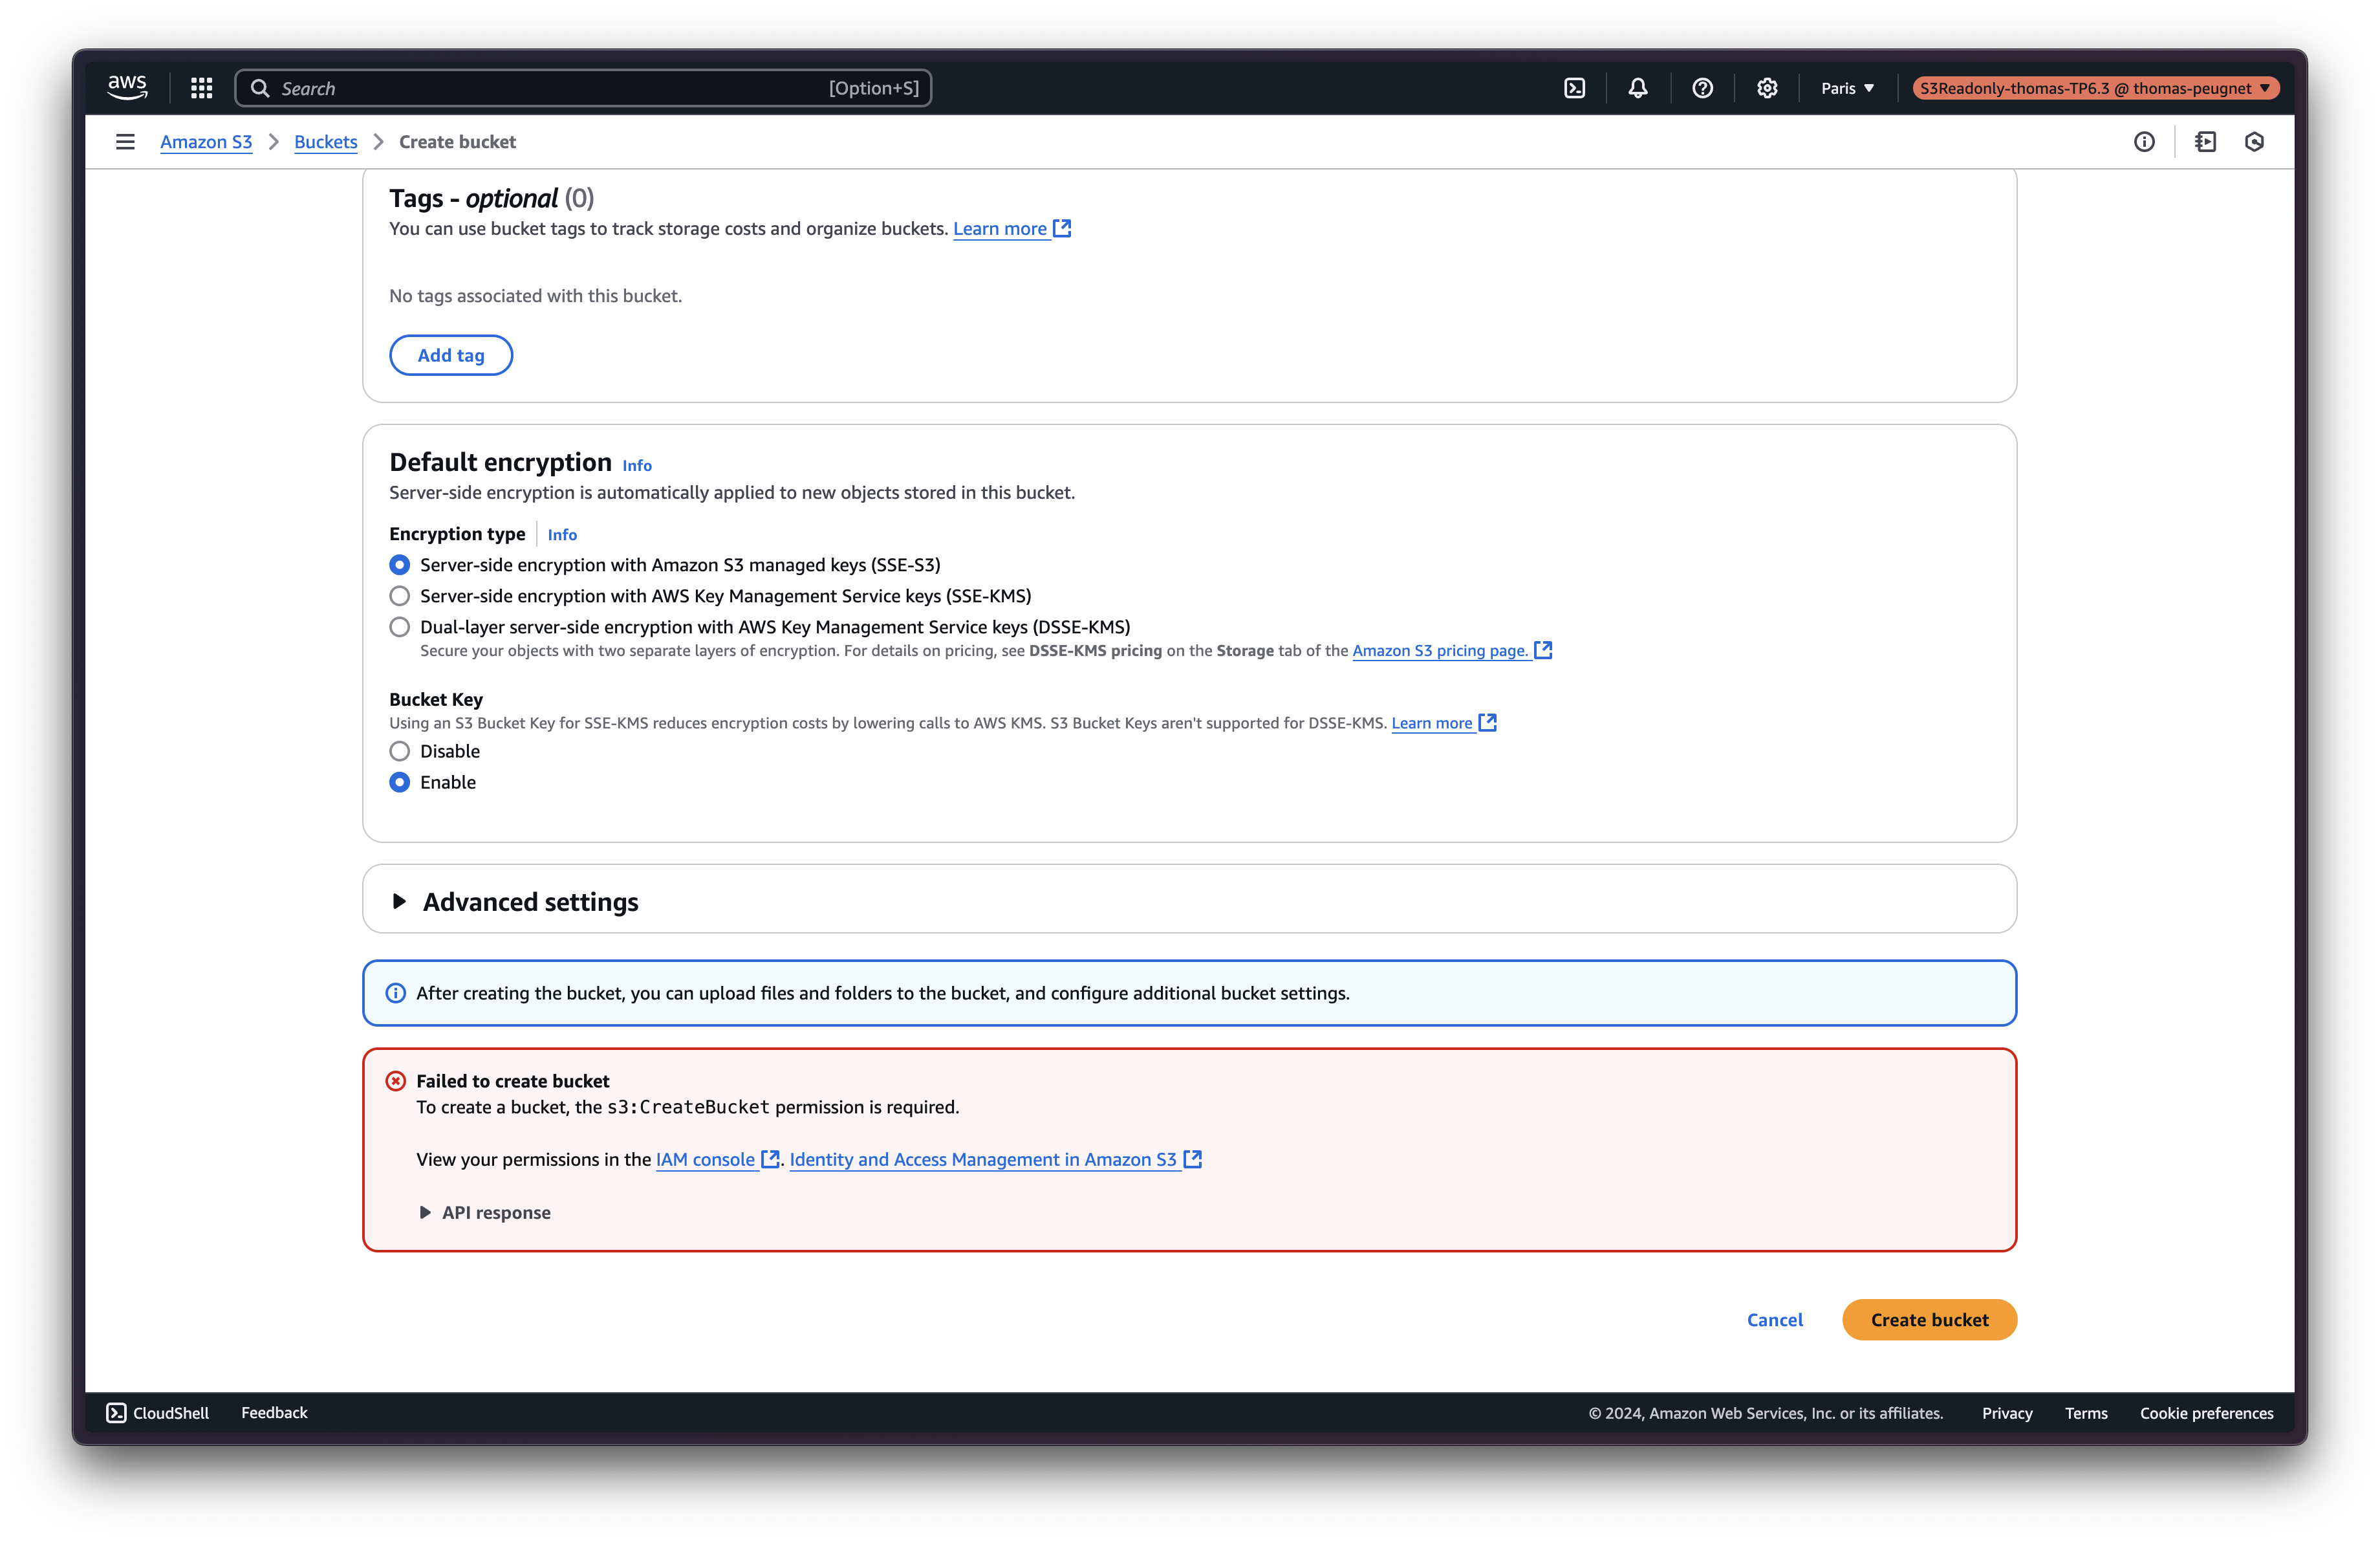 aws
Search [Option+S]
Paris
S3Readonly-thomas-TP6.3 @ thomas-peugnet
Amazon S3 Buckets Create bucket
Tags - optional (0)
You can use bucket tags to track storage costs and organize buckets. Learn more
No tags associated with this bucket.
Add tag
Default encryption Info
Server-side encryption is automatically applied to new objects stored in this bucket.
Encryption type Info
Server-side encryption with Amazon S3 managed keys (SSE-S3)
Server-side encryption with AWS Key Management Service keys (SSE-KMS)
Dual-layer server-side encryption with AWS Key Management Service keys (DSSE-KMS)
Secure your objects with two separate layers of encryption. For details on pricing, see DSSE-KMS pricing on the Storage tab of the Amazon S3 pricing page.
Bucket Key
Using an S3 Bucket Key for SSE-KMS reduces encryption costs by lowering calls to AWS KMS. S3 Bucket Keys aren't supported for DSSE-KMS. Learn more
Disable
Enable
Advanced settings
After creating the bucket, you can upload files and folders to the bucket, and configure additional bucket settings.
Failed to create bucket
To create a bucket, the s3:CreateBucket permission is required.
View your permissions in the IAM console. Identity and Access Management in Amazon S3
API response
Cancel Create bucket
CloudShell Feedback © 2024, Amazon Web Services, Inc. or its affiliates. Privacy Terms Cookie preferences